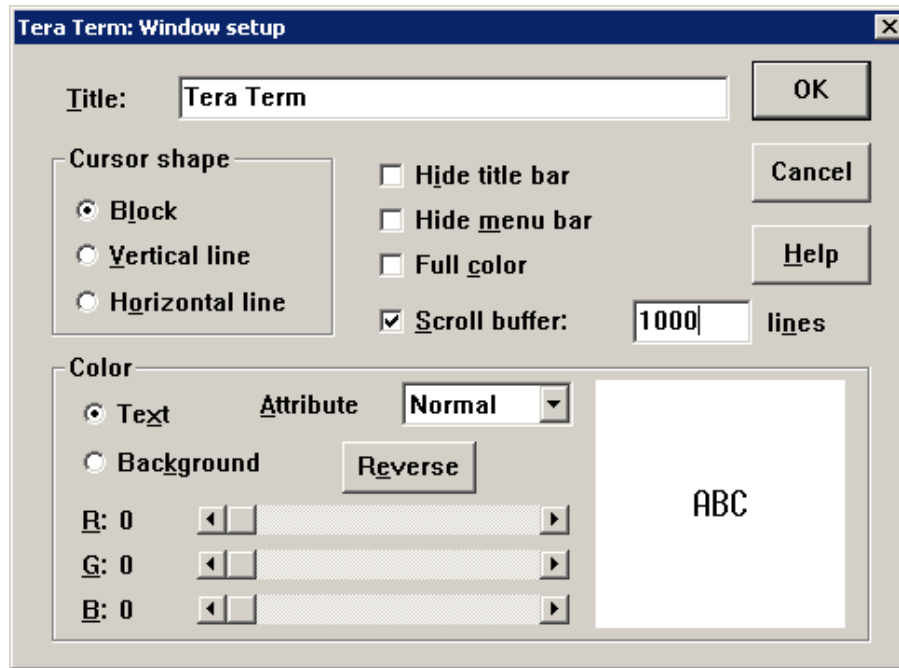 Tera Term: Window setup
Title: Tera Term OK
Cursor shape
Block
Vertical line
Horizontal line
Hide title bar
Hide menu bar
Full color
Scroll buffer: 1000 lines
Cancel
Help
Color
Text
Background
Attribute Normal
Reverse
R: 0
G: 0
B: 0
ABC